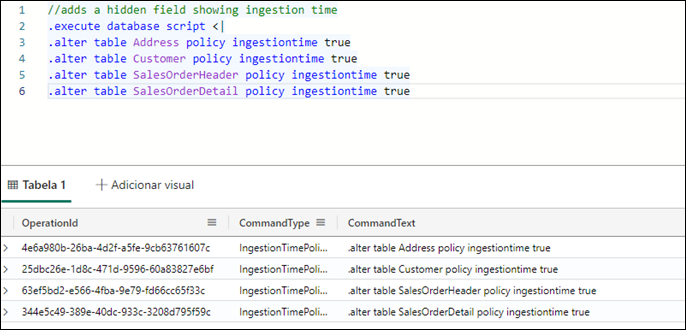 1 //adds a hidden field showing ingestion time
2 .execute database script <|
3 .alter table Address policy ingestiontime true
4 .alter table Customer policy ingestiontime true
5 .alter table SalesOrderHeader policy ingestiontime true
6 .alter table SalesOrderDetail policy ingestiontime true
Tabela 1 + Adicionar visual
OperationId CommandType CommandText
4e6a980b-26ba-4d2f-a5fe-9cb63761607c IngestionTimePoli... .alter table Address policy ingestiontime true
25dbc26e-1d8c-471d-9596-60a83827e6bf IngestionTimePoli... .alter table Customer policy ingestiontime true
63ef5bd2-e566-4fba-9e79-fd66cc65f33c IngestionTimePoli... .alter table SalesOrderHeader policy ingestiontime true
344e5c49-389e-40dc-933c-3208d795f59c IngestionTimePoli... .alter table SalesOrderDetail policy ingestiontime true